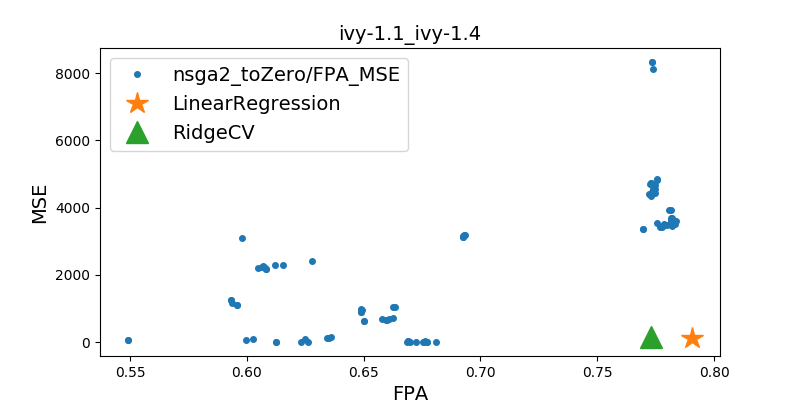 ivy-1.1_ivy-1.4
nsga2_toZero/FPA_MSE
LinearRegression
RidgeCV
MSE
8000
6000
4000
2000
0
0.55 0.60 0.65 0.70 0.75 0.80
FPA